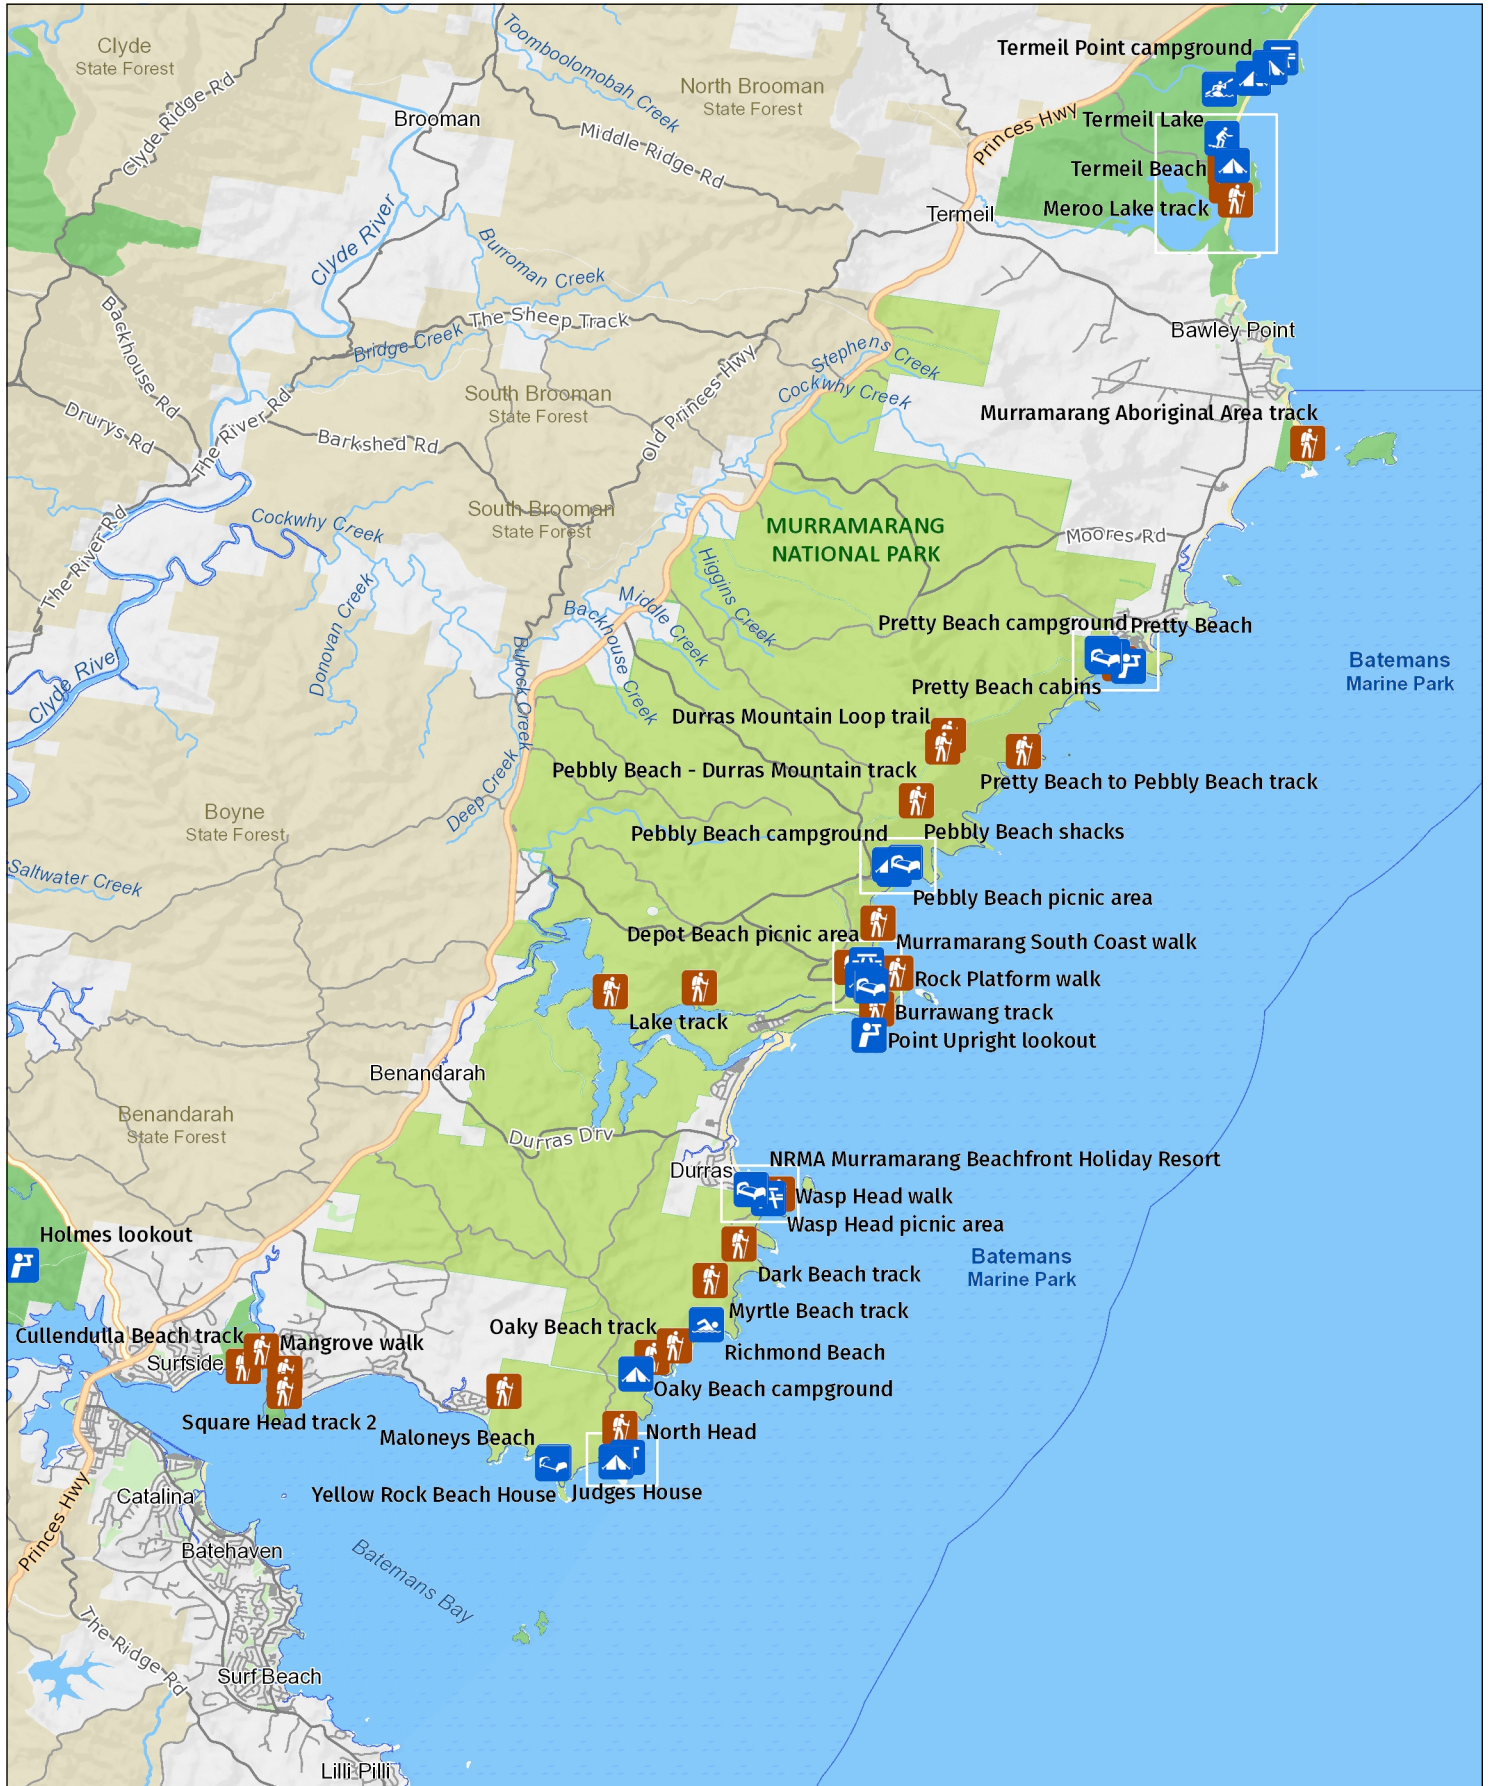 Termeil Point campground
Clyde
State Forest
Toomboolomobah Creek
North Brooman
State Forest
Clyde Ridge Rd
Brooman
Princes Hwy
Termeil Lake
Middle Ridge Rd
Termeil Beach
Meroo Lake track
Termeil
Clyde River
Burroman Creek
The Sheep Track
Bawley Point
Backhouse Rd
Bridge Creek
Stephens Creek
Cockwhy Creek
South Brooman
State Forest
Old Princes Hwy
Drurys Rd
The River Rd
Barkshed Rd
Murramarang Aboriginal Area track
South Brooman
State Forest
Cockwhy Creek
The River Rd
MURRAMARANG
NATIONAL PARK
Moores Rd
Higgins Creek
Middle Creek
Backhouse Creek
Donovan Creek
Bullock Creek
Pretty Beach campground
Pretty Beach
Batemans
Marine Park
Clyde River
Pretty Beach cabins
Durras Mountain Loop trail
Pebbly Beach - Durras Mountain track
Pretty Beach to Pebbly Beach track
Deep Creek
Boyne
State Forest
Pebbly Beach campground
Pebbly Beach shacks
Saltwater Creek
Pebbly Beach picnic area
Depot Beach picnic area
Murramarang South Coast walk
Rock Platform walk
Lake track
Burrawang track
Point Upright lookout
Benandarah
Benandarah
State Forest
Durras Drv
NRMA Murramarang Beachfront Holiday Resort
Durras
Wasp Head walk
Wasp Head picnic area
Holmes lookout
Batemans
Marine Park
Dark Beach track
Myrtle Beach track
Oaky Beach track
Cullendulla Beach track
Mangrove walk
Richmond Beach
Surfside
Oaky Beach campground
Square Head track 2
North Head
Maloneys Beach
Yellow Rock Beach House
Judges House
Catalina
Princes Hwy
Batehaven
Batemans Bay
The Ridge Rd
Surf Beach
Lilli Pilli